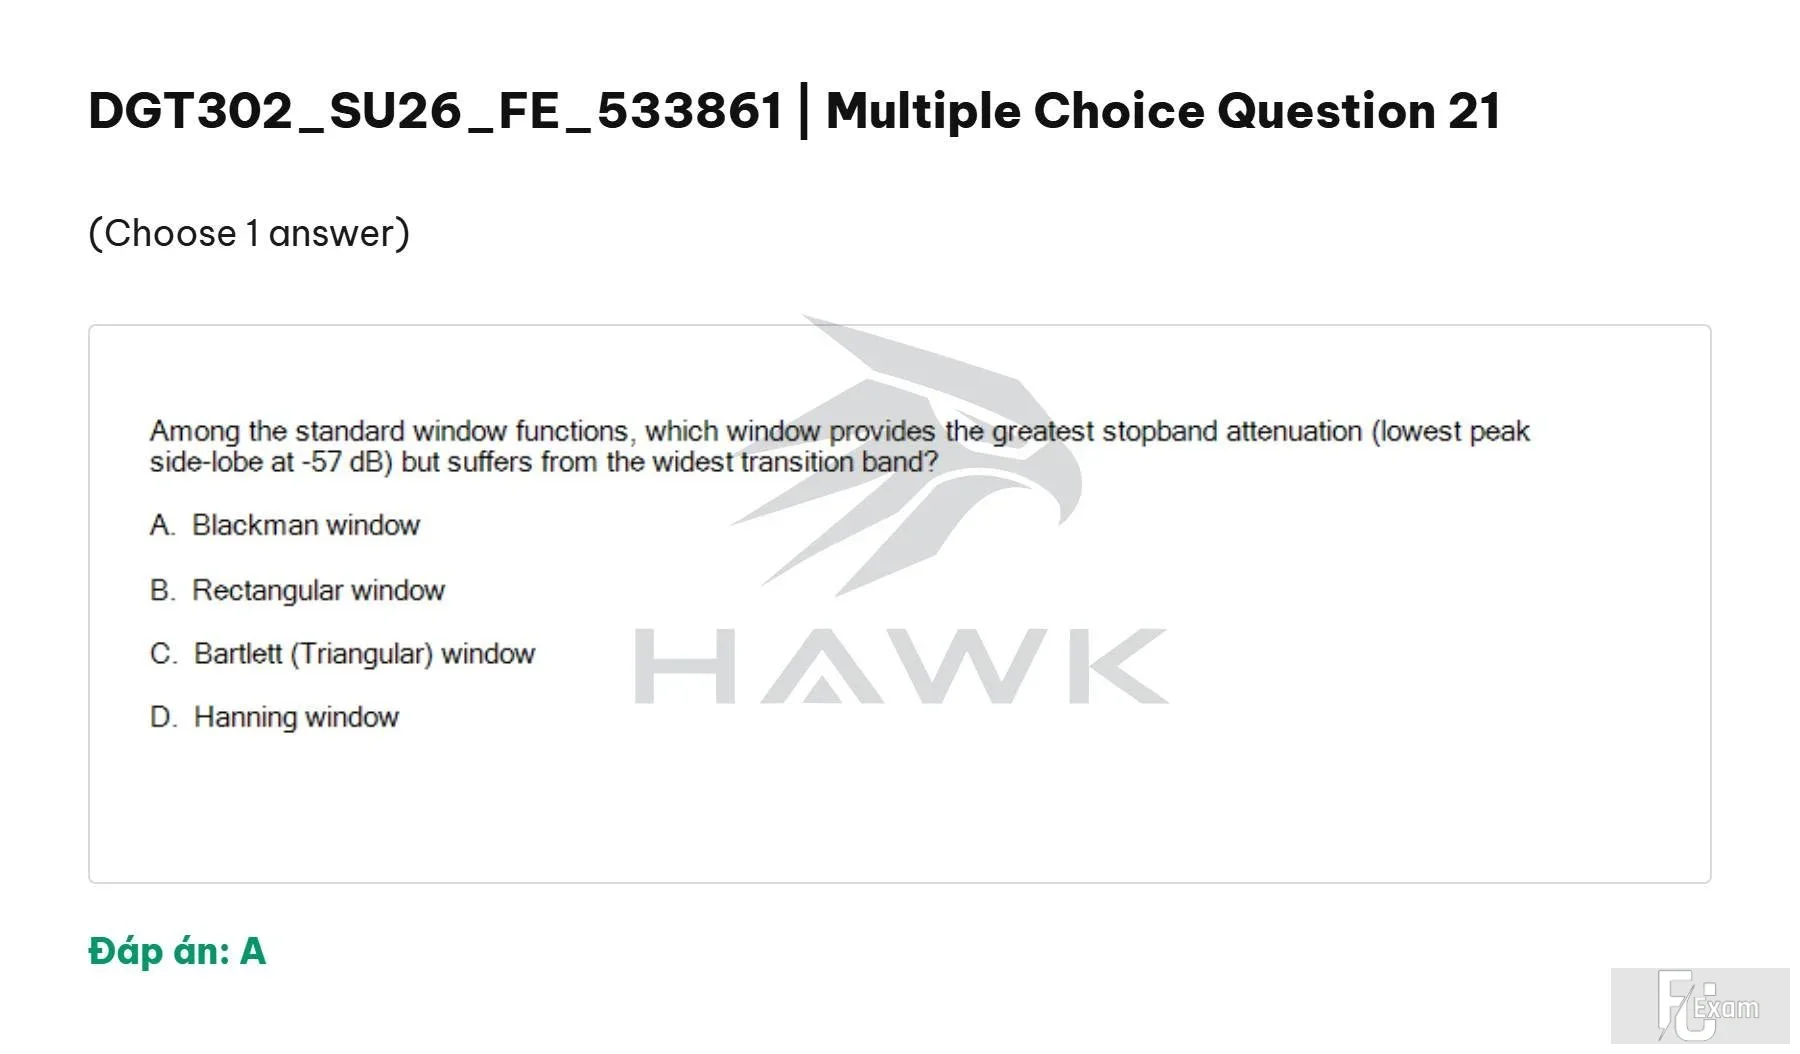 DGT302_SU26_FE_533861 | Multiple Choice Question 21
(Choose 1 answer)
Among the standard window functions, which window provides the greatest stopband attenuation (lowest peak
side-lobe at -57 dB) but suffers from the widest transition band?
A. Blackman window
B. Rectangular window
C. Bartlett (Triangular) window
D. Hanning window
HAWK
Đáp án: A
FC Exam